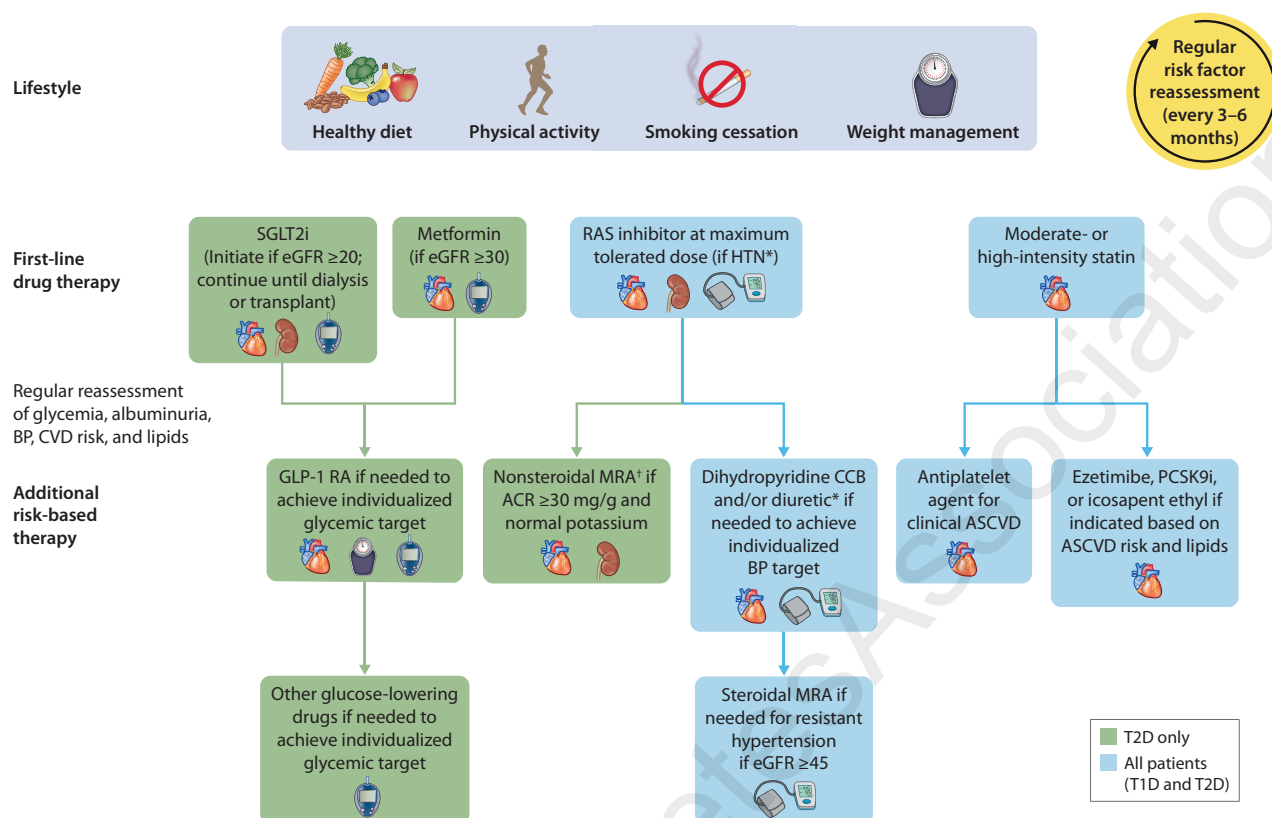 Lifestyle
Healthy diet
Physical activity
Smoking cessation
Weight management
Regular
risk factor
reassessment
(every 3–6
months)
First-line
drug therapy
SGLT2i
(Initiate if eGFR ≥20;
continue until dialysis
or transplant)
Metformin
(if eGFR ≥30)
RAS inhibitor at maximum
tolerated dose (if HTN*)
Moderate- or
high-intensity statin
Regular reassessment
of glycemia, albuminuria,
BP, CVD risk, and lipids
Additional
risk-based
therapy
GLP-1 RA if needed to
achieve individualized
glycemic target
Nonsteroidal MRA† if
ACR ≥30 mg/g and
normal potassium
Dihydropyridine CCB
and/or diuretic* if
needed to achieve
individualized
BP target
Antiplatelet
agent for
clinical ASCVD
Ezetimibe, PCSK9i,
or icosapent ethyl if
indicated based on
ASCVD risk and lipids
Other glucose-lowering
drugs if needed to
achieve individualized
glycemic target
Steroidal MRA if
needed for resistant
hypertension
if eGFR ≥45
T2D only
All patients
(T1D and T2D)
etesAssociation